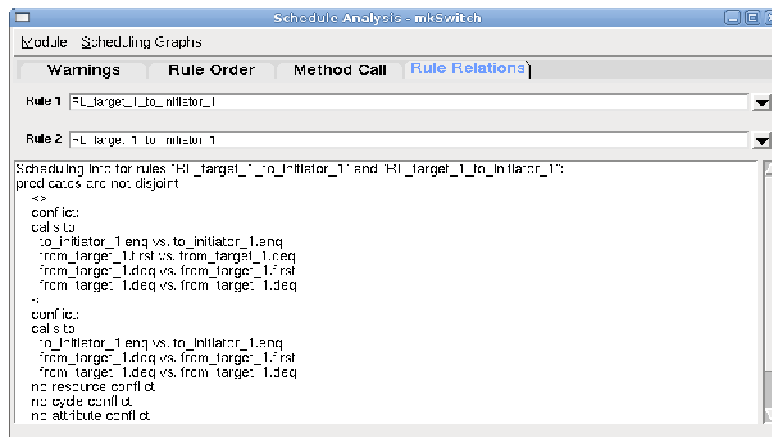 Schedule Analysis - mkSwitch
Module Scheduling Graphs
Warnings Rule Order Method Call Rule Relations
Rule 1 RL_target_1_to_initiator_1
Rule 2 RL_target_1_to_initiator_1
Scheduling info for rules "RL_target_1_to_initiator_1" and "RL_target_1_to_initiator_1":
predicates are not disjoint
<>
conflict:
calls to
to_initiator_1.enq vs. to_initiator_1.enq
from_target_1.first vs. from_target_1.deq
from_target_1.deq vs. from_target_1.first
from_target_1.deq vs. from_target_1.deq
<
conflict:
calls to
to_initiator_1.enq vs. to_initiator_1.enq
from_target_1.deq vs. from_target_1.first
from_target_1.deq vs. from_target_1.deq
no resource conflict
no cycle conflict
no attribute conflict